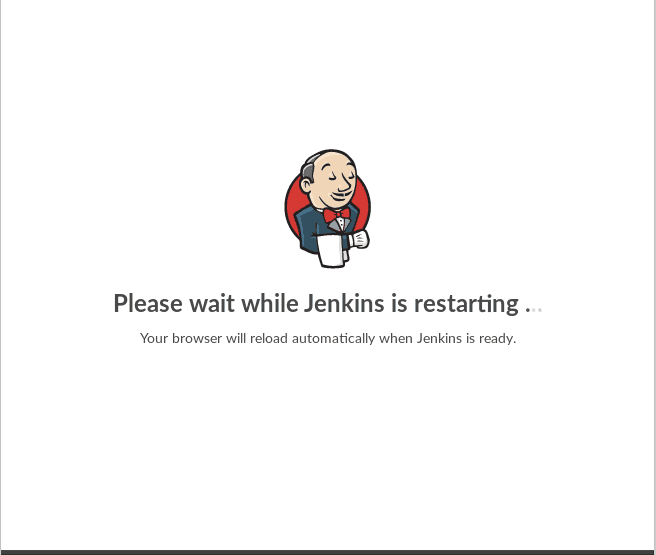 Please wait while Jenkins is restarting ...
Your browser will reload automatically when Jenkins is ready.